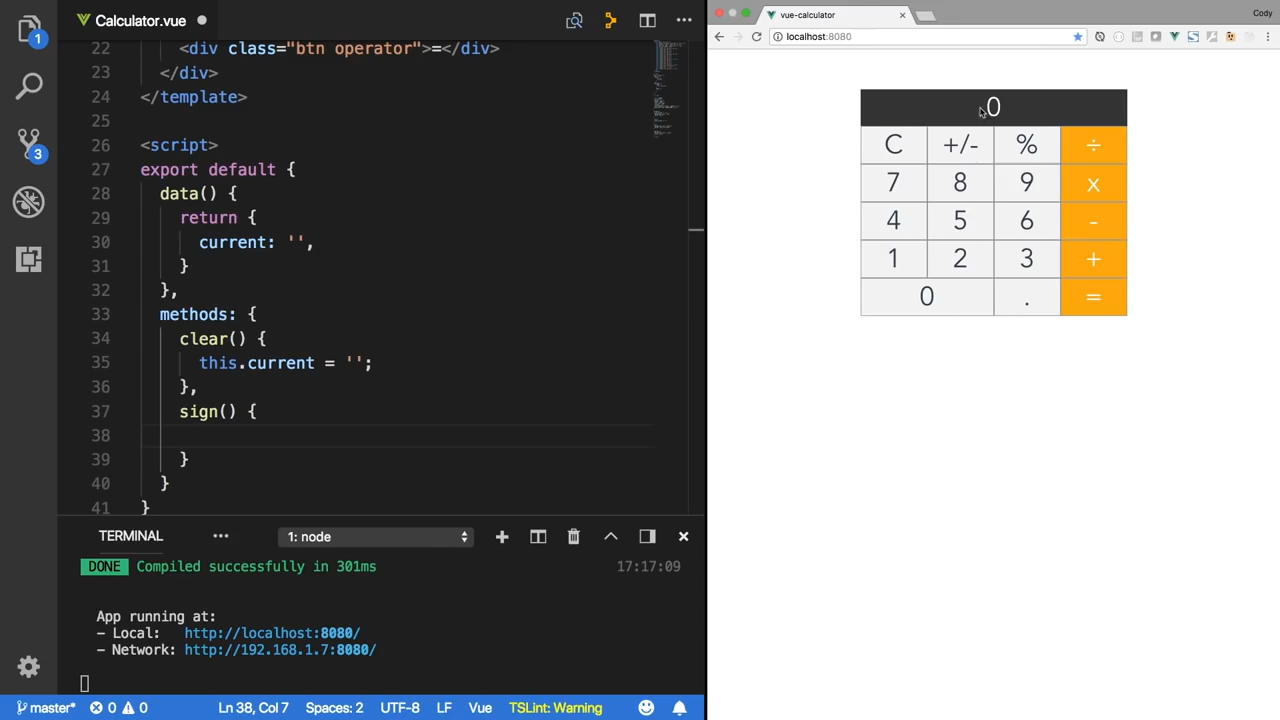 Calculator.vue
1
3
22 <div class="btn operator">=</div>
23 </div>
24 </template>
25
26 <script>
27 export default {
28 data() {
29 return {
30 current: '',
31 }
32 },
33 methods: {
34 clear() {
35 this.current = '';
36 },
37 sign() {
38
39 }
40 }
41 }
TERMINAL ... 1: node
DONE Compiled successfully in 301ms 17:17:09
App running at:
- Local: http://localhost:8080/
- Network: http://192.168.1.7:8080/
master* 0 0 Ln 38, Col 7 Spaces: 2 UTF-8 LF Vue TSLint: Warning
vue-calculator Cody
localhost:8080
0
C +/- % ÷
7 8 9 x
4 5 6 -
1 2 3 +
0 . =